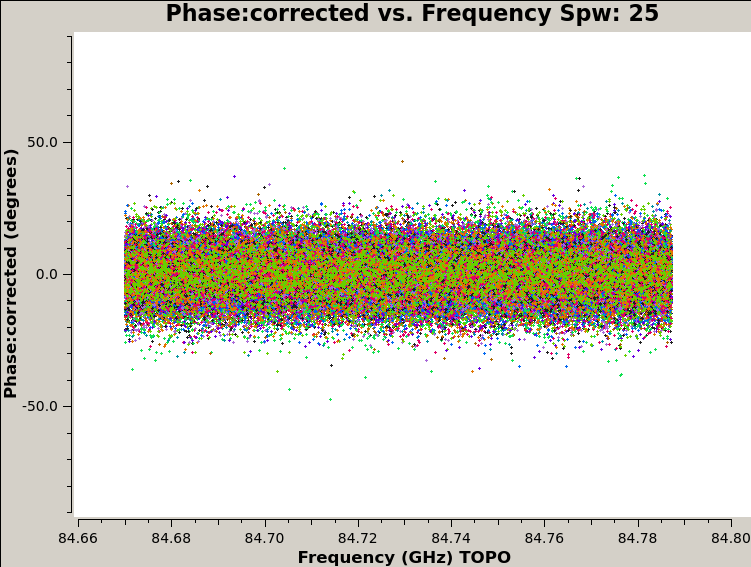 Phase:corrected vs. Frequency Spw: 25
Phase:corrected (degrees)
50.0
0.0
-50.0
84.66 84.68 84.70 84.72 84.74 84.76 84.78 84.80
Frequency (GHz) TOPO